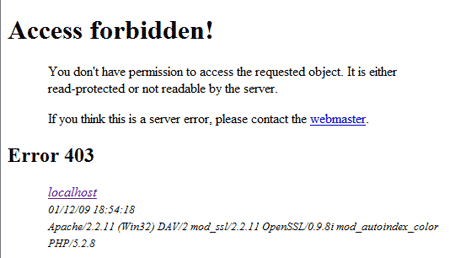 Access forbidden!
You don't have permission to access the requested object. It is either
read-protected or not readable by the server.
If you think this is a server error, please contact the webmaster.
Error 403
localhost
01/12/09 18:54:18
Apache/2.2.11 (Win32) DAV/2 mod_ssl/2.2.11 OpenSSL/0.9.8i mod_autoindex_color
PHP/5.2.8